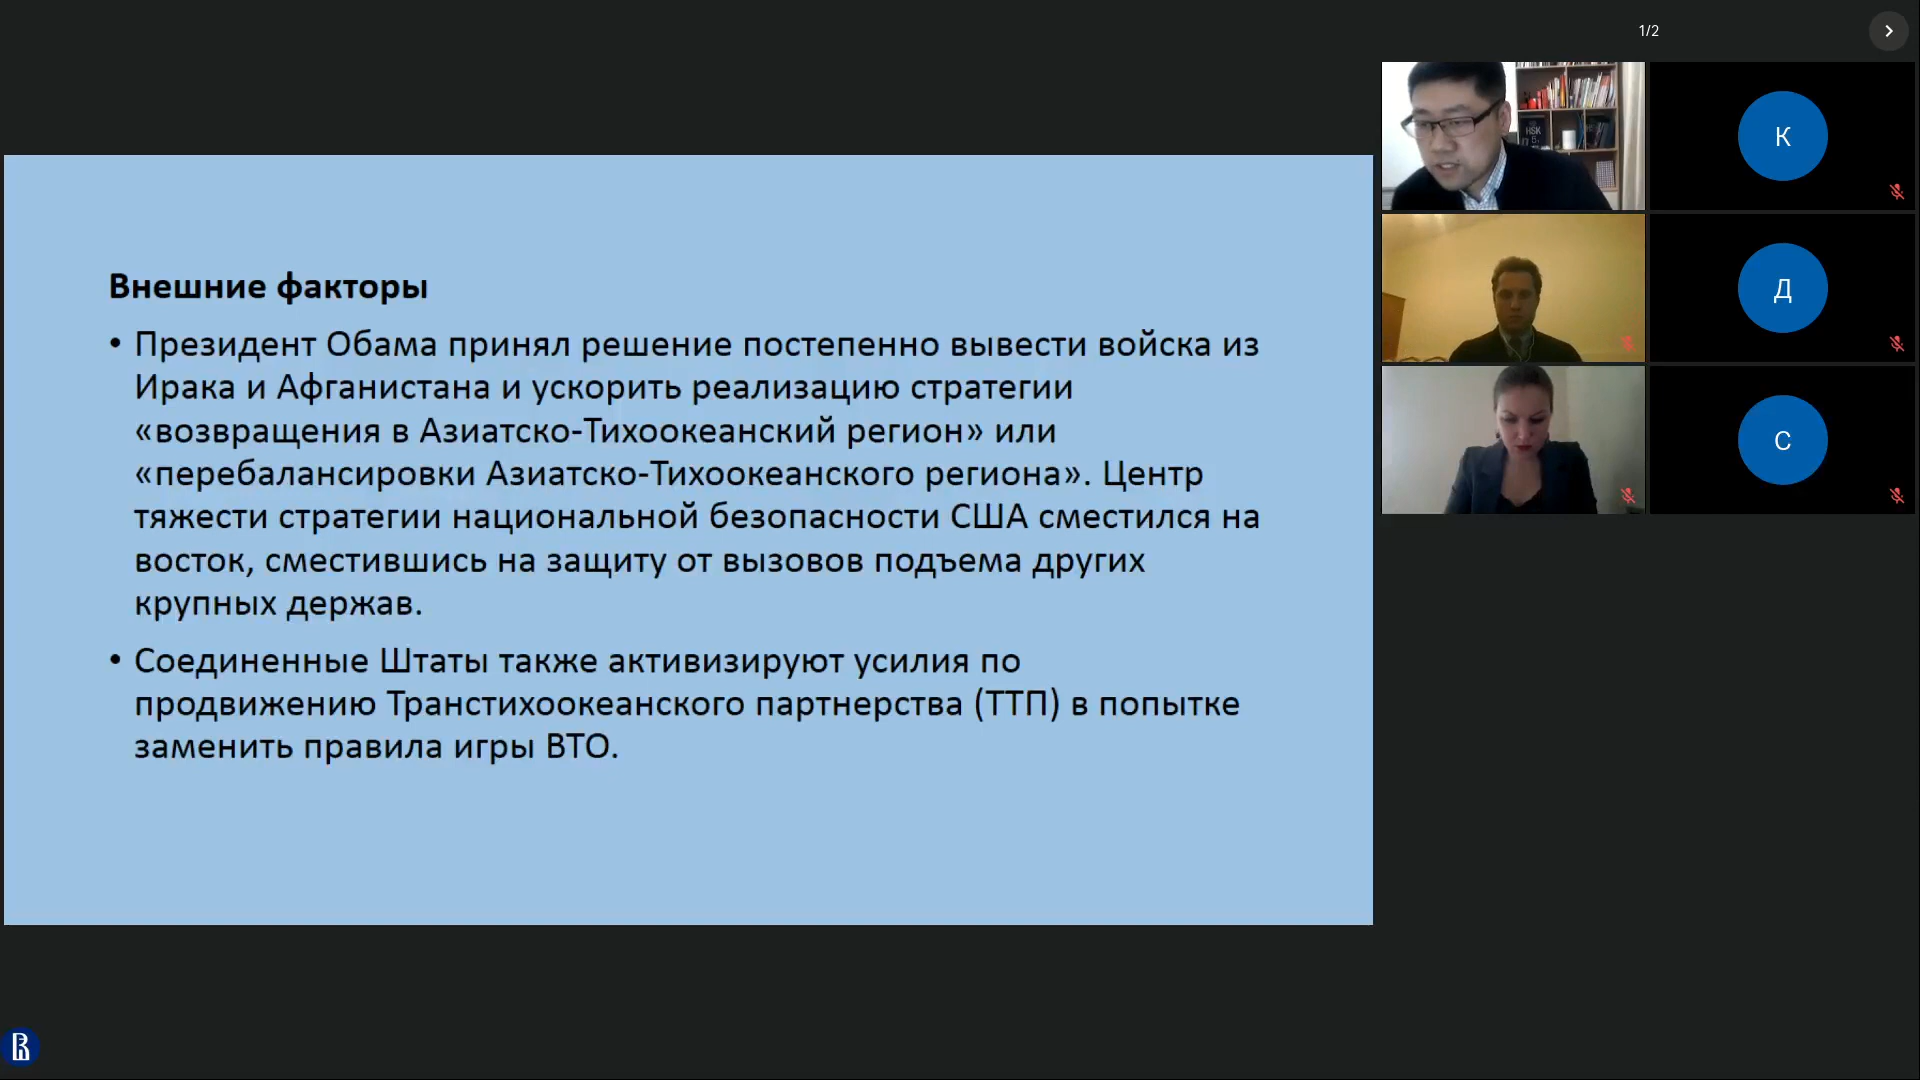 1/2
Внешние факторы
• Президент Обама принял решение постепенно вывести войска из
Ирака и Афганистана и ускорить реализацию стратегии
«возвращения в Азиатско-Тихоокеанский регион» или
«перебалансировки Азиатско-Тихоокеанского региона». Центр
тяжести стратегии национальной безопасности США сместился на
восток, сместившись на защиту от вызовов подъема других
крупных держав.
• Соединенные Штаты также активизируют усилия по
продвижению Транстихоокеанского партнерства (ТТП) в попытке
заменить правила игры ВТО.
HSK
К
Д
С